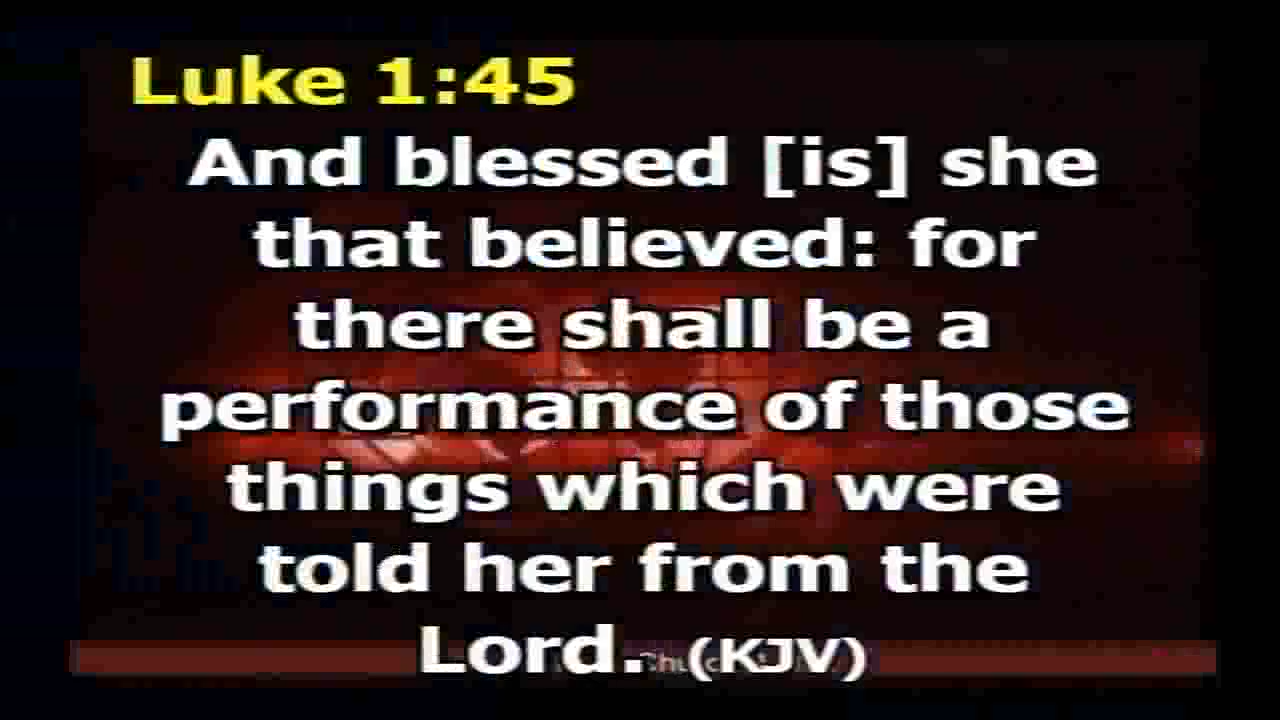 Luke 1:45
And blessed [is] she
that believed: for
there shall be a
performance of those
things which were
told her from the
Lord. (KJV)